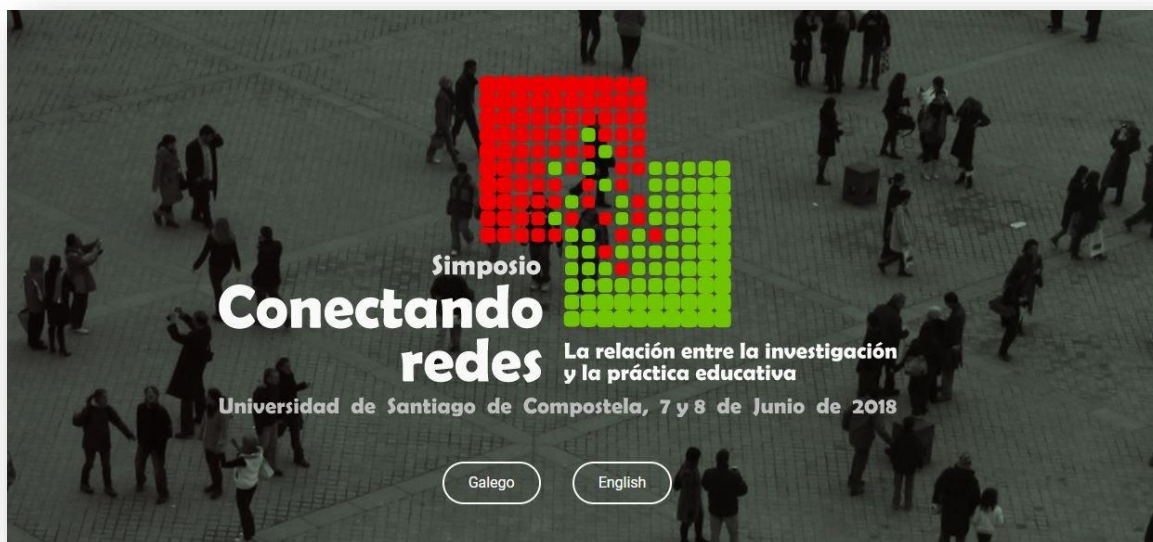 Simposio
Conectando
redes
La relación entre la investigación
y la práctica educativa
Universidad de Santiago de Compostela, 7 y 8 de Junio de 2018
Galego
English